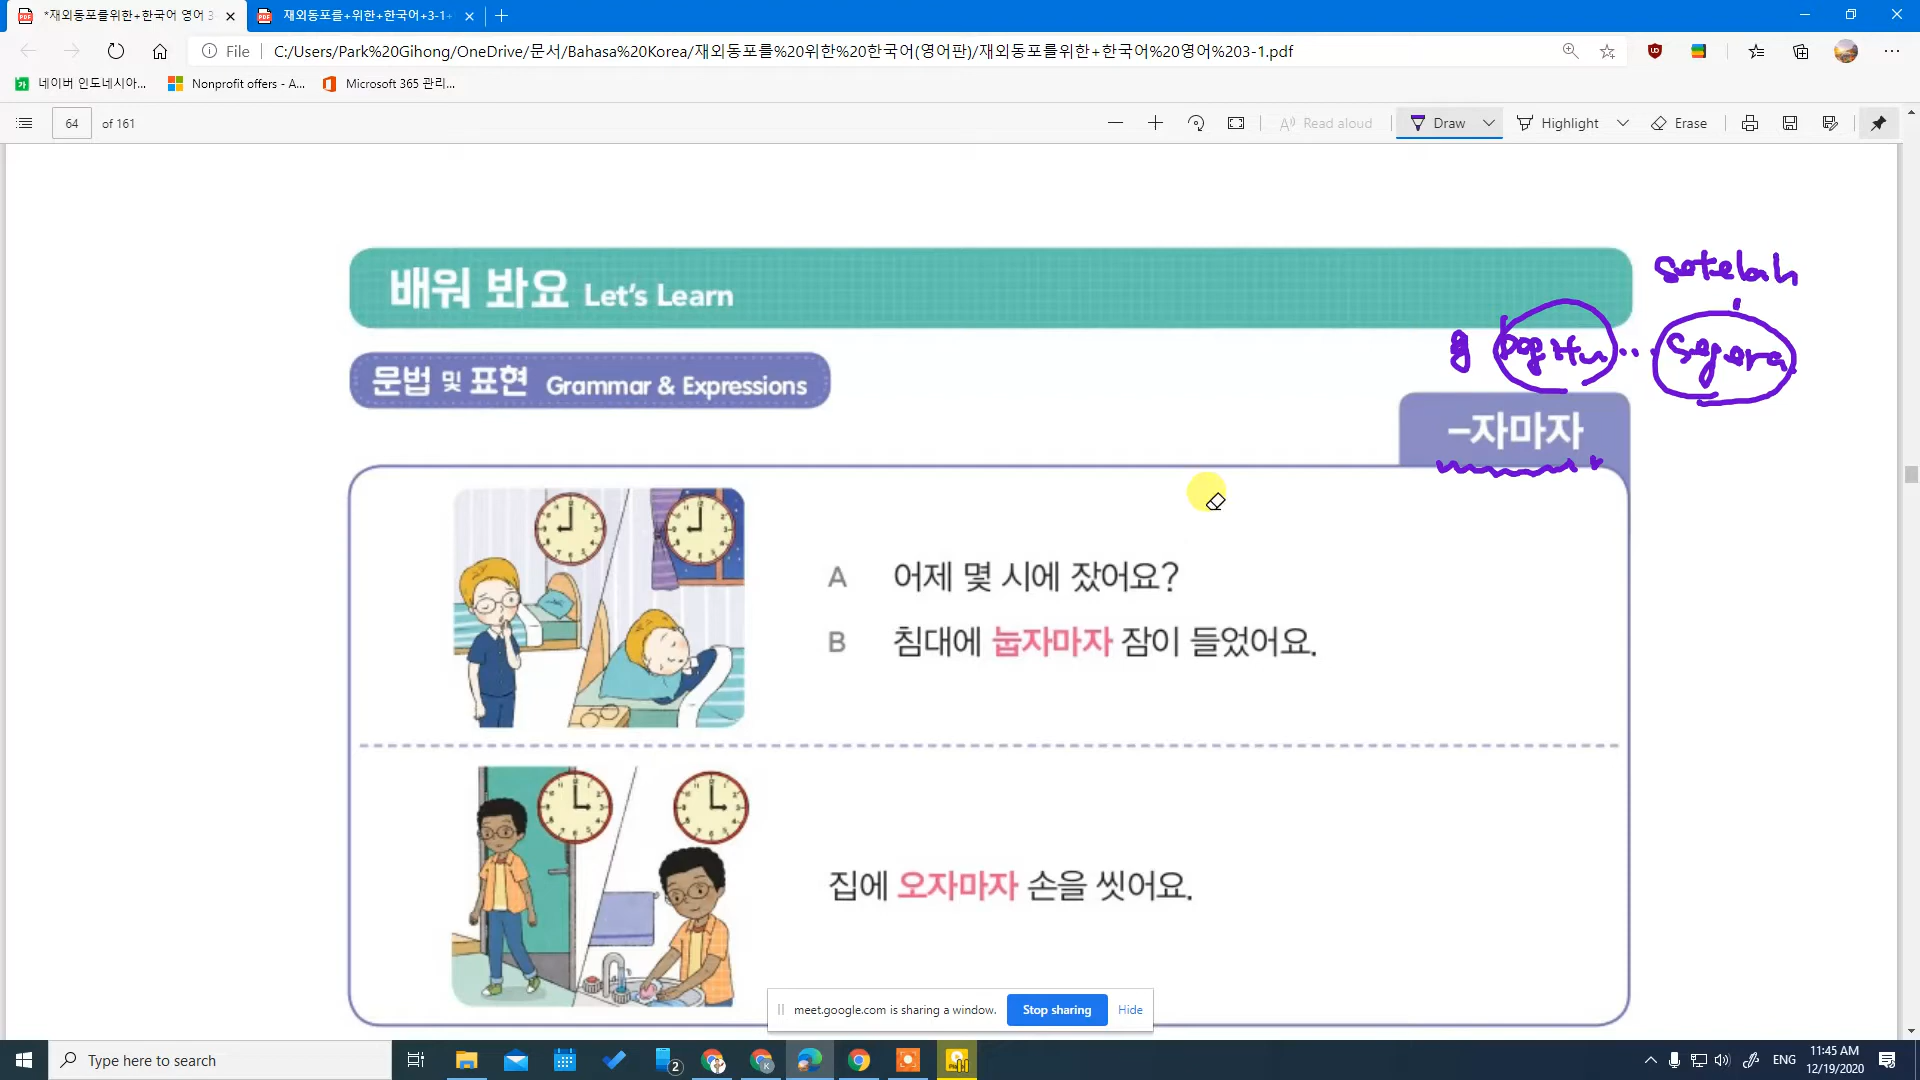 *재외동포를위한+한국어 영어 3
재외동포를+위한+한국어+3-1+
File
C:/Users/Park%20Gihong/OneDrive/문서/Bahasa%20Korea/재외동포를%20위한%20한국어(영어판)/재외동포를위한+한국어%20영어%203-1.pdf
네이버 인도네시아...
Nonprofit offers - A...
Microsoft 365 관리...
64 of 161
Read aloud
Draw
Highlight
Erase
배워 봐요 Let's Learn
setelah
segera
문법 및 표현 Grammar & Expressions
-자마자
A 어제 몇 시에 잤어요?
B 침대에 눕자마자 잠이 들었어요.
집에 오자마자 손을 씻어요.
meet.google.com is sharing a window.
Stop sharing
Hide
Type here to search
2
ENG
11:45 AM
12/19/2020